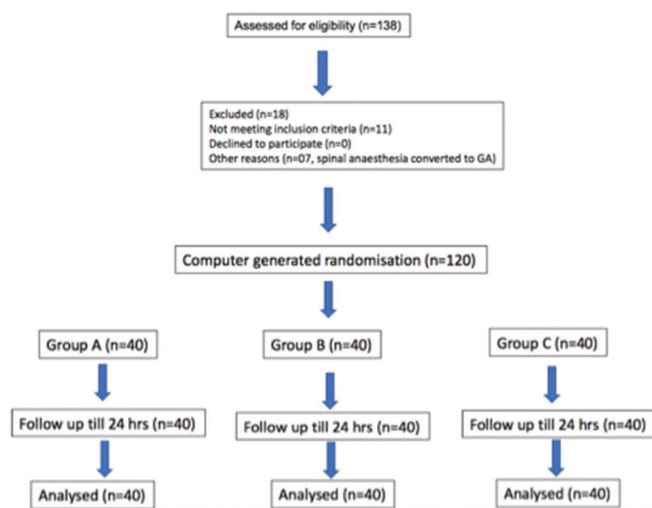 Assessed for eligibility (n=138)
Excluded (n=18)
Not meeting inclusion criteria (n=11)
Declined to participate (n=0)
Other reasons (n=07, spinal anaesthesia converted to GA)
Computer generated randomisation (n=120)
Group A (n=40)
Group B (n=40)
Group C (n=40)
Follow up till 24 hrs (n=40)
Follow up till 24 hrs (n=40)
Follow up till 24 hrs (n=40)
Analysed (n=40)
Analysed (n=40)
Analysed (n=40)